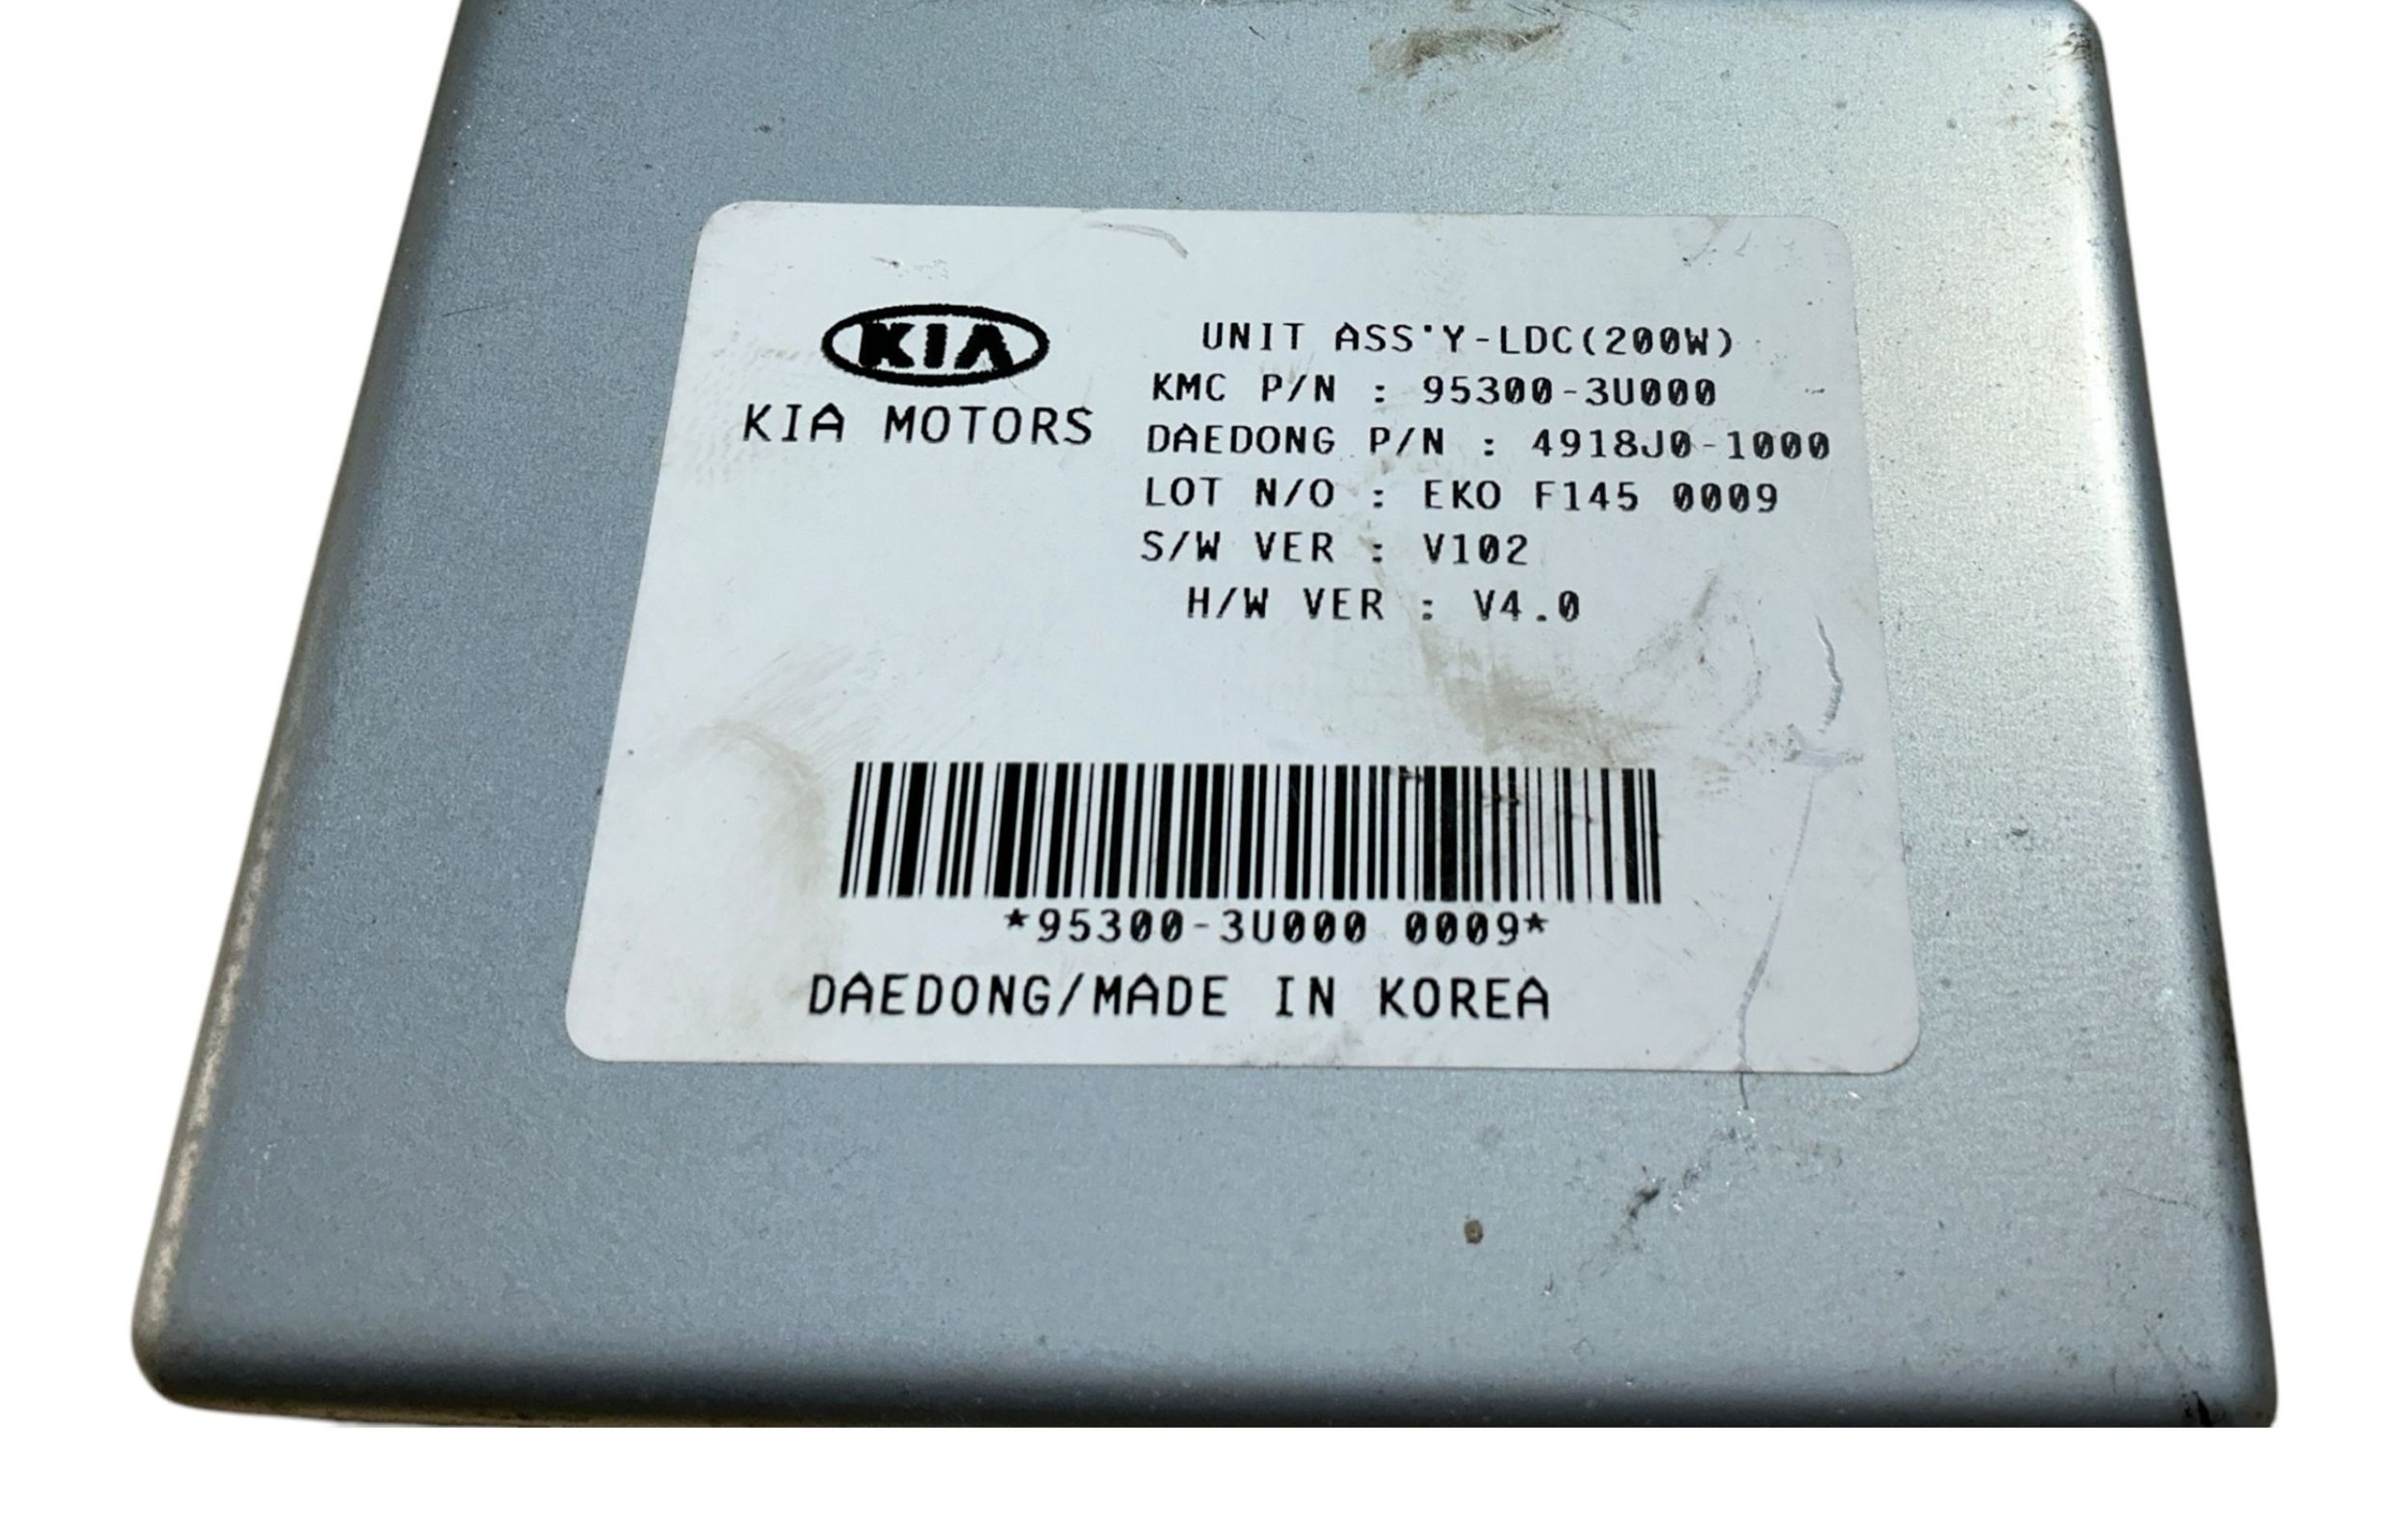 KIA
KIA MOTORS
UNIT ASS'Y-LDC(200W)
KMC P/N : 95300-3U000
DAEDONG P/N : 4918J0-1000
LOT N/O : EKO F145 0009
S/W VER : V102
H/W VER : V4.0
*95300-3U000 0009*
DAEDONG/MADE IN KOREA